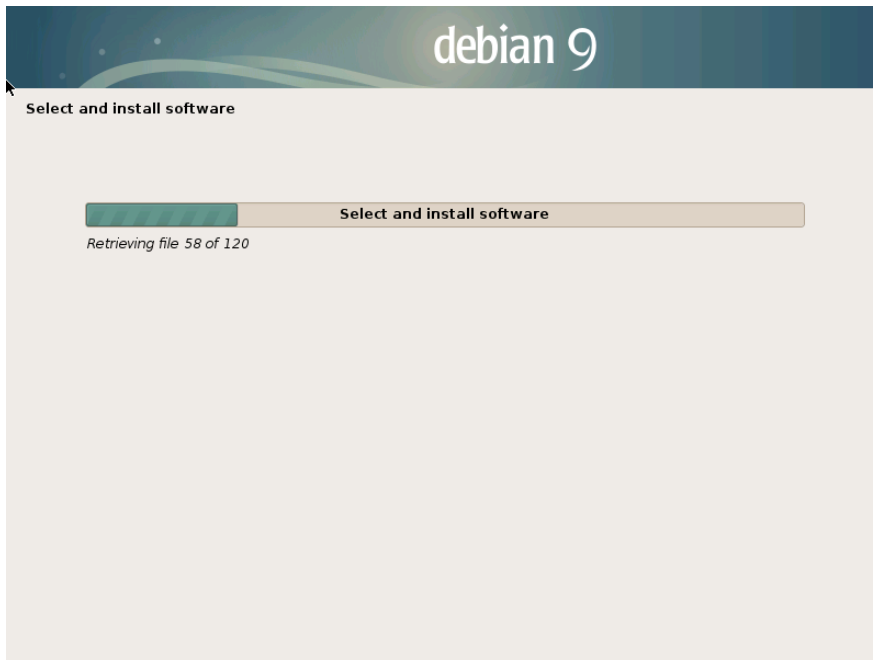 debian 9
Select and install software
Select and install software
Retrieving file 58 of 120